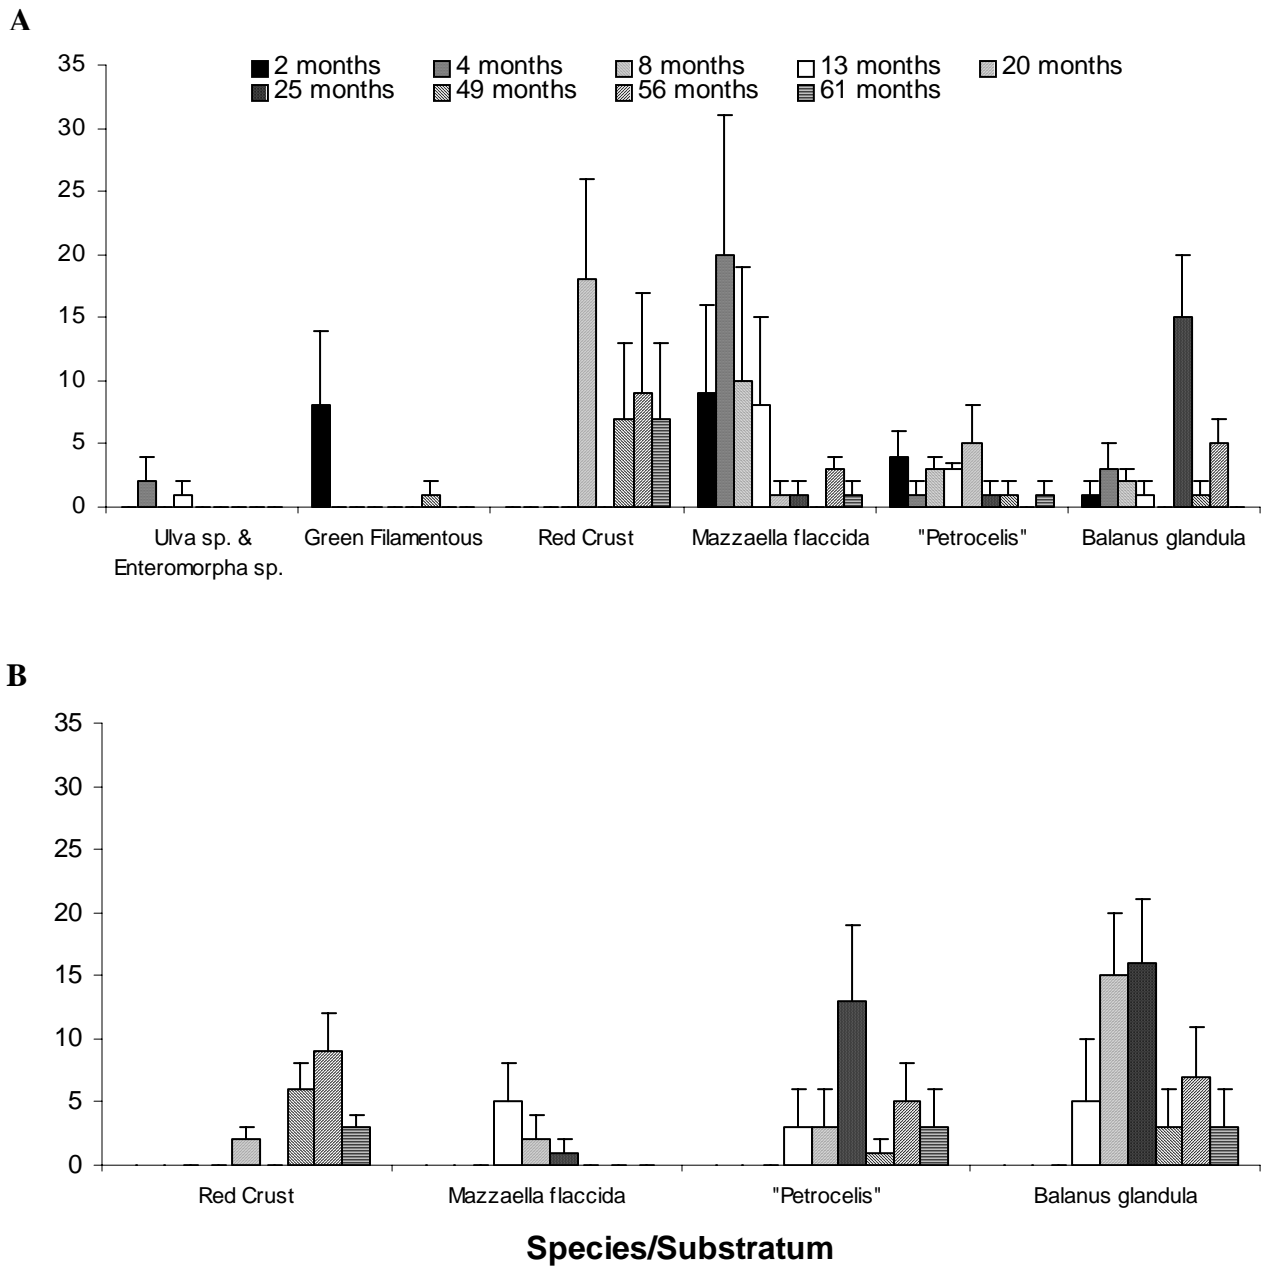 A
2 months 4 months 8 months 13 months 20 months
25 months 49 months 56 months 61 months
35
30
25
20
15
10
5
0
Ulva sp. & Green Filamentous Red Crust Mazzaella flaccida "Petrocelis" Balanus glandula
Enteromorpha sp.
B
35
30
25
20
15
10
5
0
Red Crust Mazzaella flaccida "Petrocelis" Balanus glandula
Species/Substratum